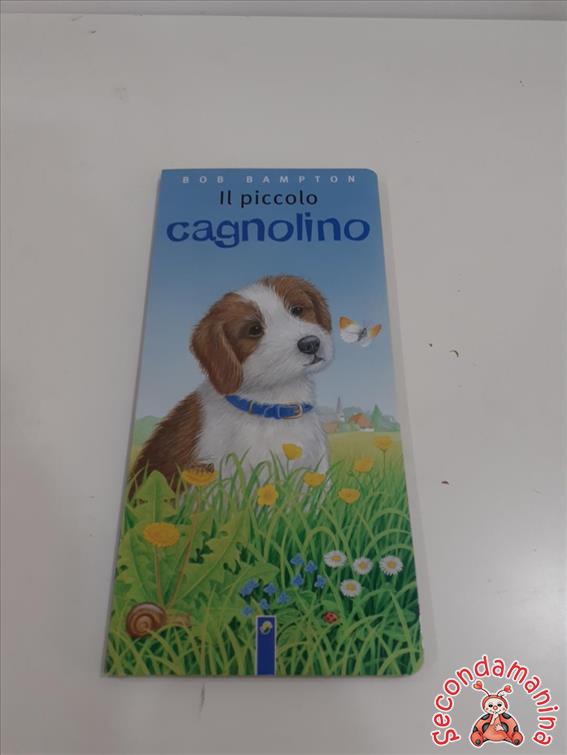 BOB BAMPTON
Il piccolo
cagnolino
Secondamanina